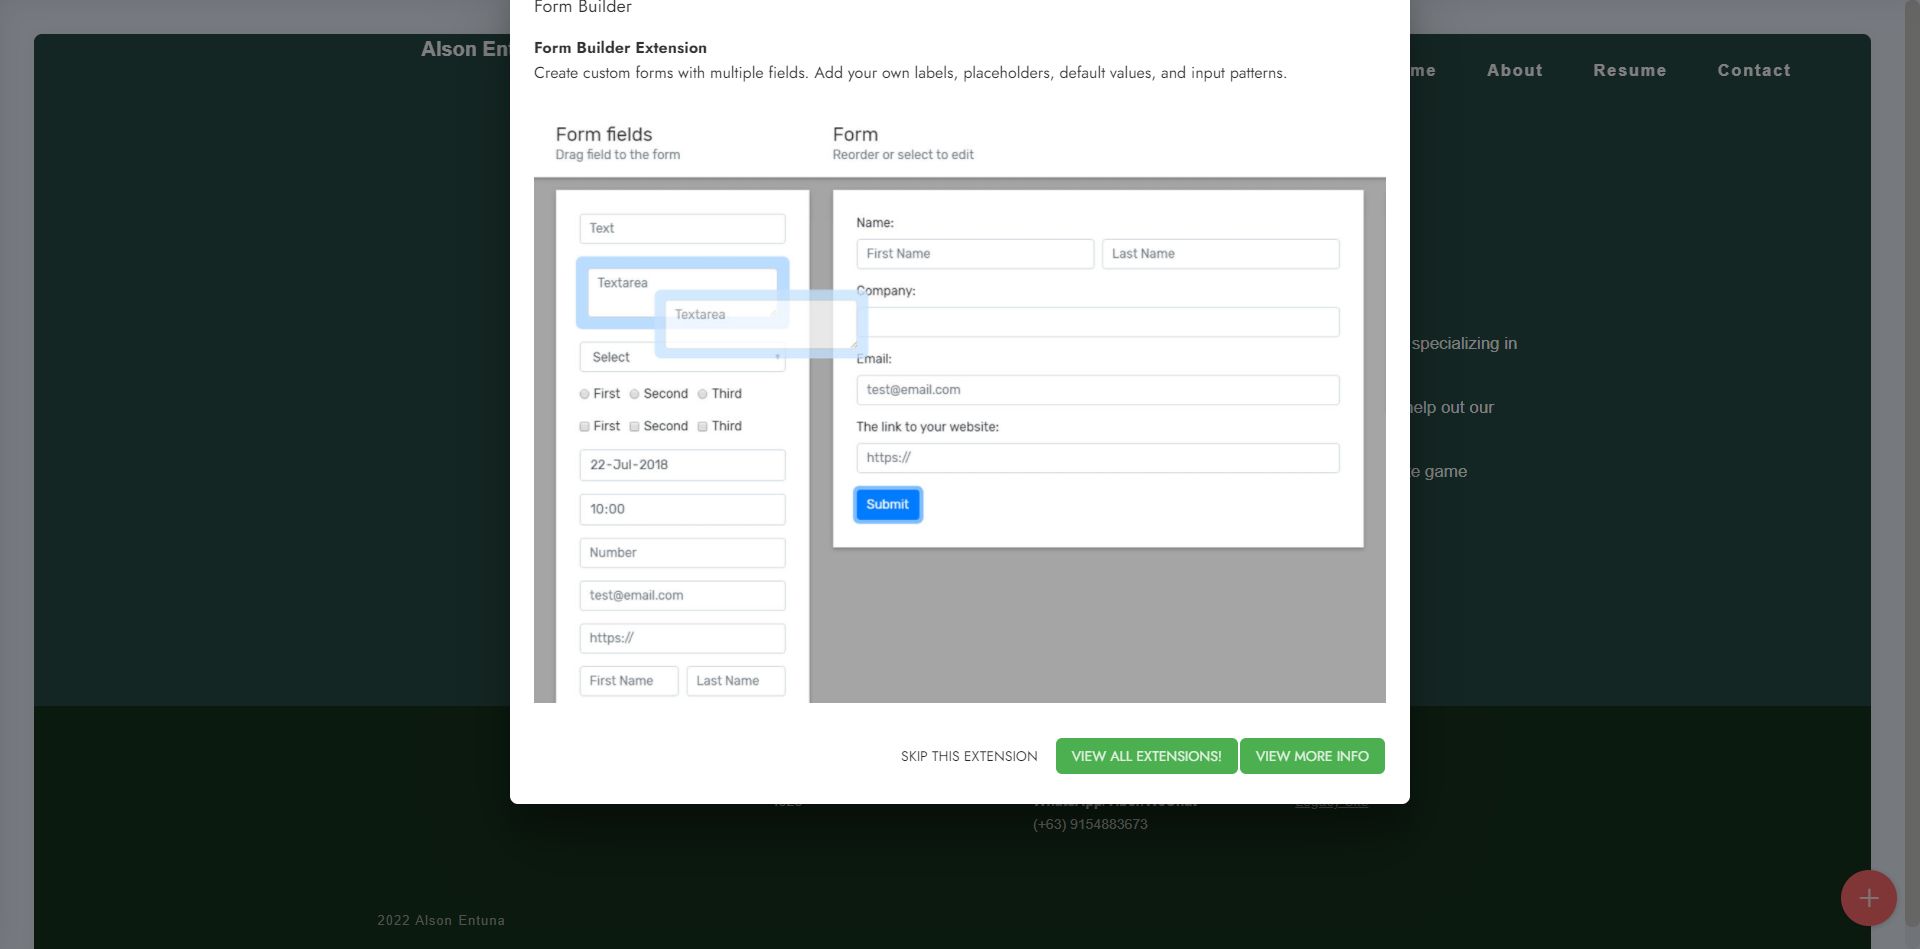 Form Builder
Alson
Form Builder Extension
Create custom forms with multiple fields. Add your own labels, placeholders, default values, and input patterns.
About
Resume
Contact
Form fields
Drag field to the form
Form
Reorder or select to edit
Text
Textarea
Textarea
Select
First Second Third
First Second Third
22-Jul-2018
10:00
Number
test@email.com
https://
First Name
Last Name
Name:
First Name
Last Name
Company:
Email:
test@email.com
The link to your website:
https://
Submit
specializing in
help out our
game
SKIP THIS EXTENSION
VIEW ALL EXTENSIONS!
VIEW MORE INFO
(+63) 9154883673
2022 Alson Entuna